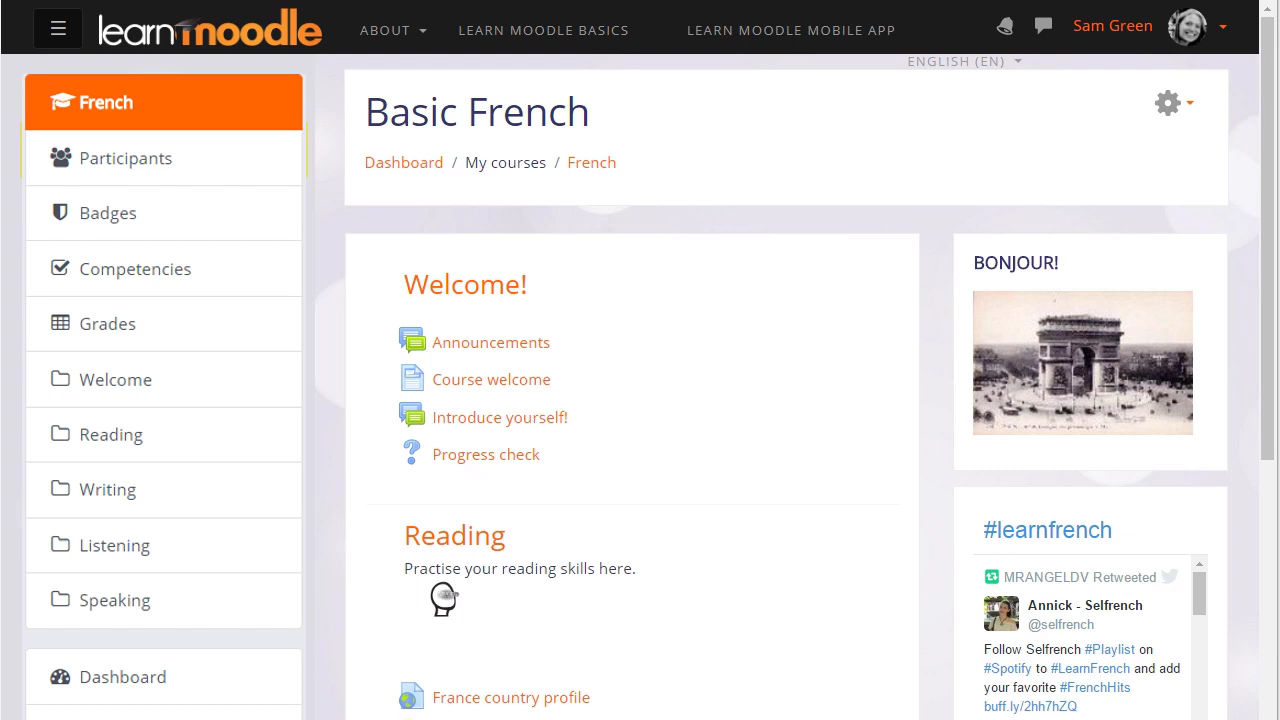 learn moodle
ABOUT
LEARN MOODLE BASICS
LEARN MOODLE MOBILE APP
Sam Green
ENGLISH (EN)
French
Participants
Badges
Competencies
Grades
Welcome
Reading
Writing
Listening
Speaking
Dashboard
Basic French
Dashboard / My courses / French
Welcome!
Announcements
Course welcome
Introduce yourself!
Progress check
Reading
Practise your reading skills here.
France country profile
BONJOUR!
#learnfrench
MRANGELDV Retweeted
Annick - Selfrench
@selfrench
Follow Selfrench #Playlist on
#Spotify to #LearnFrench and add
your favorite #FrenchHits
buff.ly/2hh7hZQ